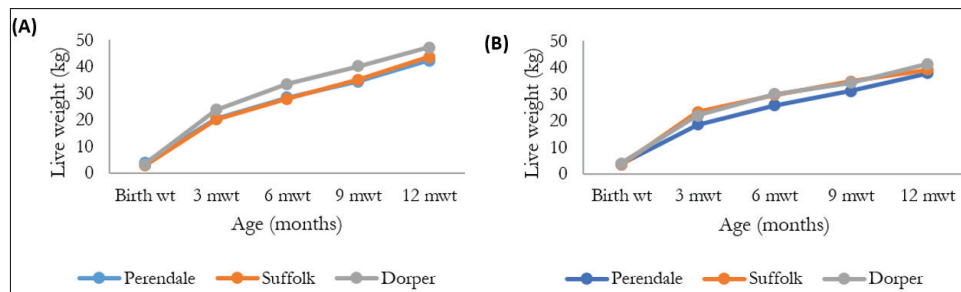 (A)
50
40
30
20
10
0
Live weight (kg)
Birth wt 3 mwt 6 mwt 9 mwt 12 mwt
Age (months)
Perendale Suffolk Dorper
(B)
50
40
30
20
10
0
Live weight (kg)
Birth wt 3 mwt 6 mwt 9 mwt 12 mwt
Age (months)
Perendale Suffolk Dorper